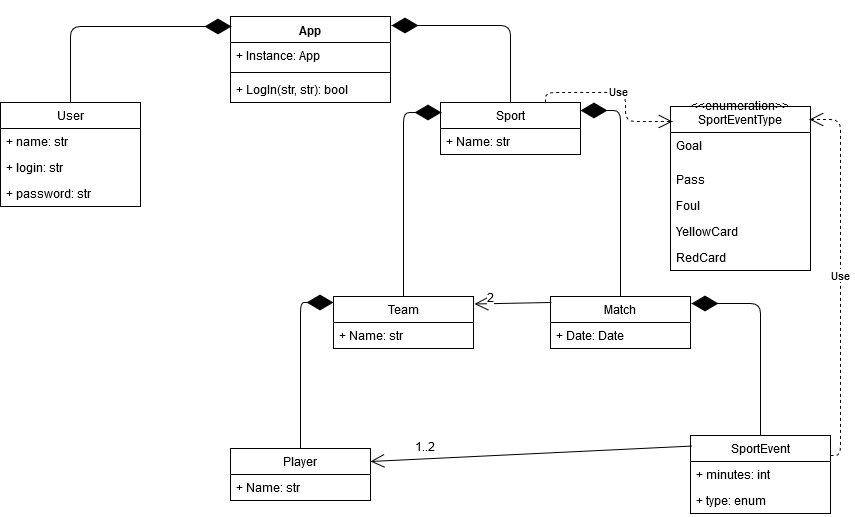 App
+ Instance: App
+ LogIn(str, str): bool
User
+ name: str
+ login: str
+ password: str
Sport
+ Name: str
Use
<<enumeration>>
SportEventType
Goal
Pass
Foul
YellowCard
RedCard
Use
Team
+ Name: str
2
Match
+ Date: Date
1..2
Player
+ Name: str
SportEvent
+ minutes: int
+ type: enum